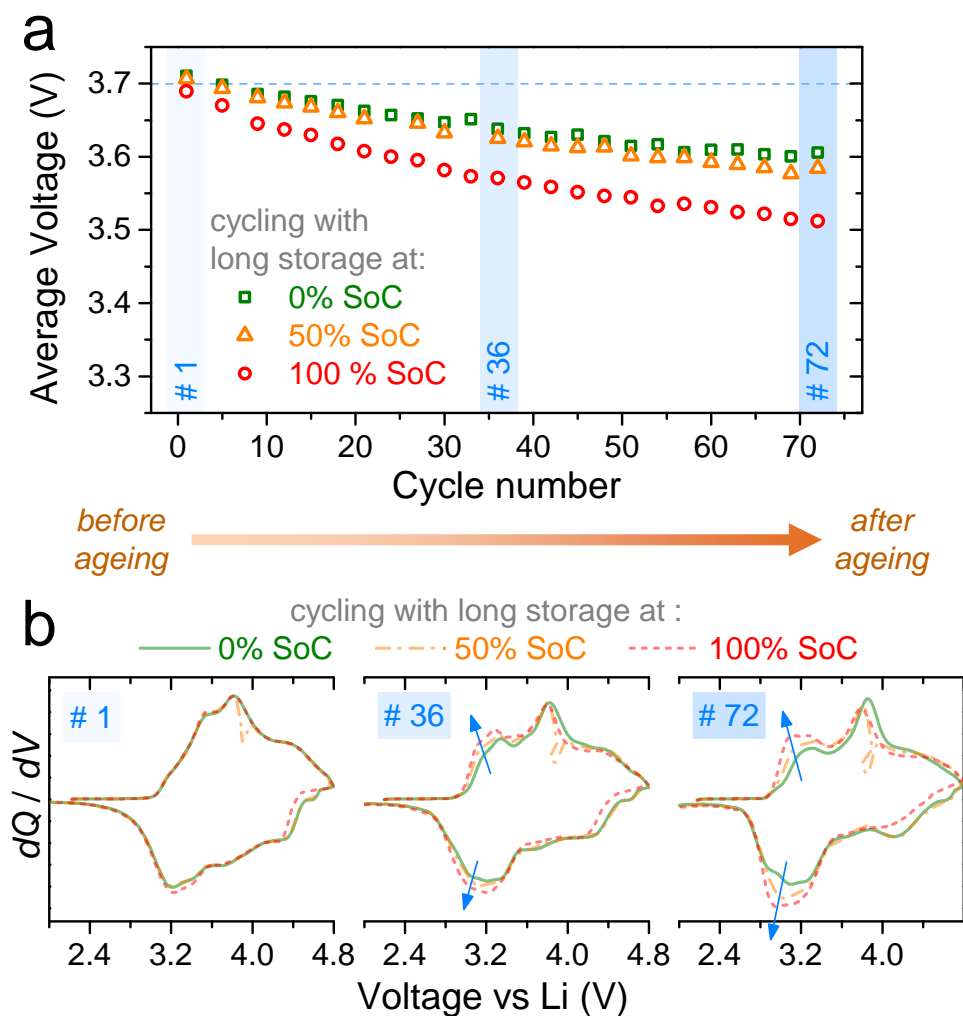 a
Average Voltage (V)
3.7
3.6
3.5
3.4
3.3
cycling with
long storage at:
0% SoC
50% SoC
100 % SoC
# 1
# 36
# 72
0 10 20 30 40 50 60 70
Cycle number
before
ageing
after
ageing
b
cycling with long storage at :
0% SoC 50% SoC 100% SoC
# 1 # 36 # 72
dQ / dV
2.4 3.2 4.0 4.8 2.4 3.2 4.0 4.8 2.4 3.2 4.0
Voltage vs Li (V)